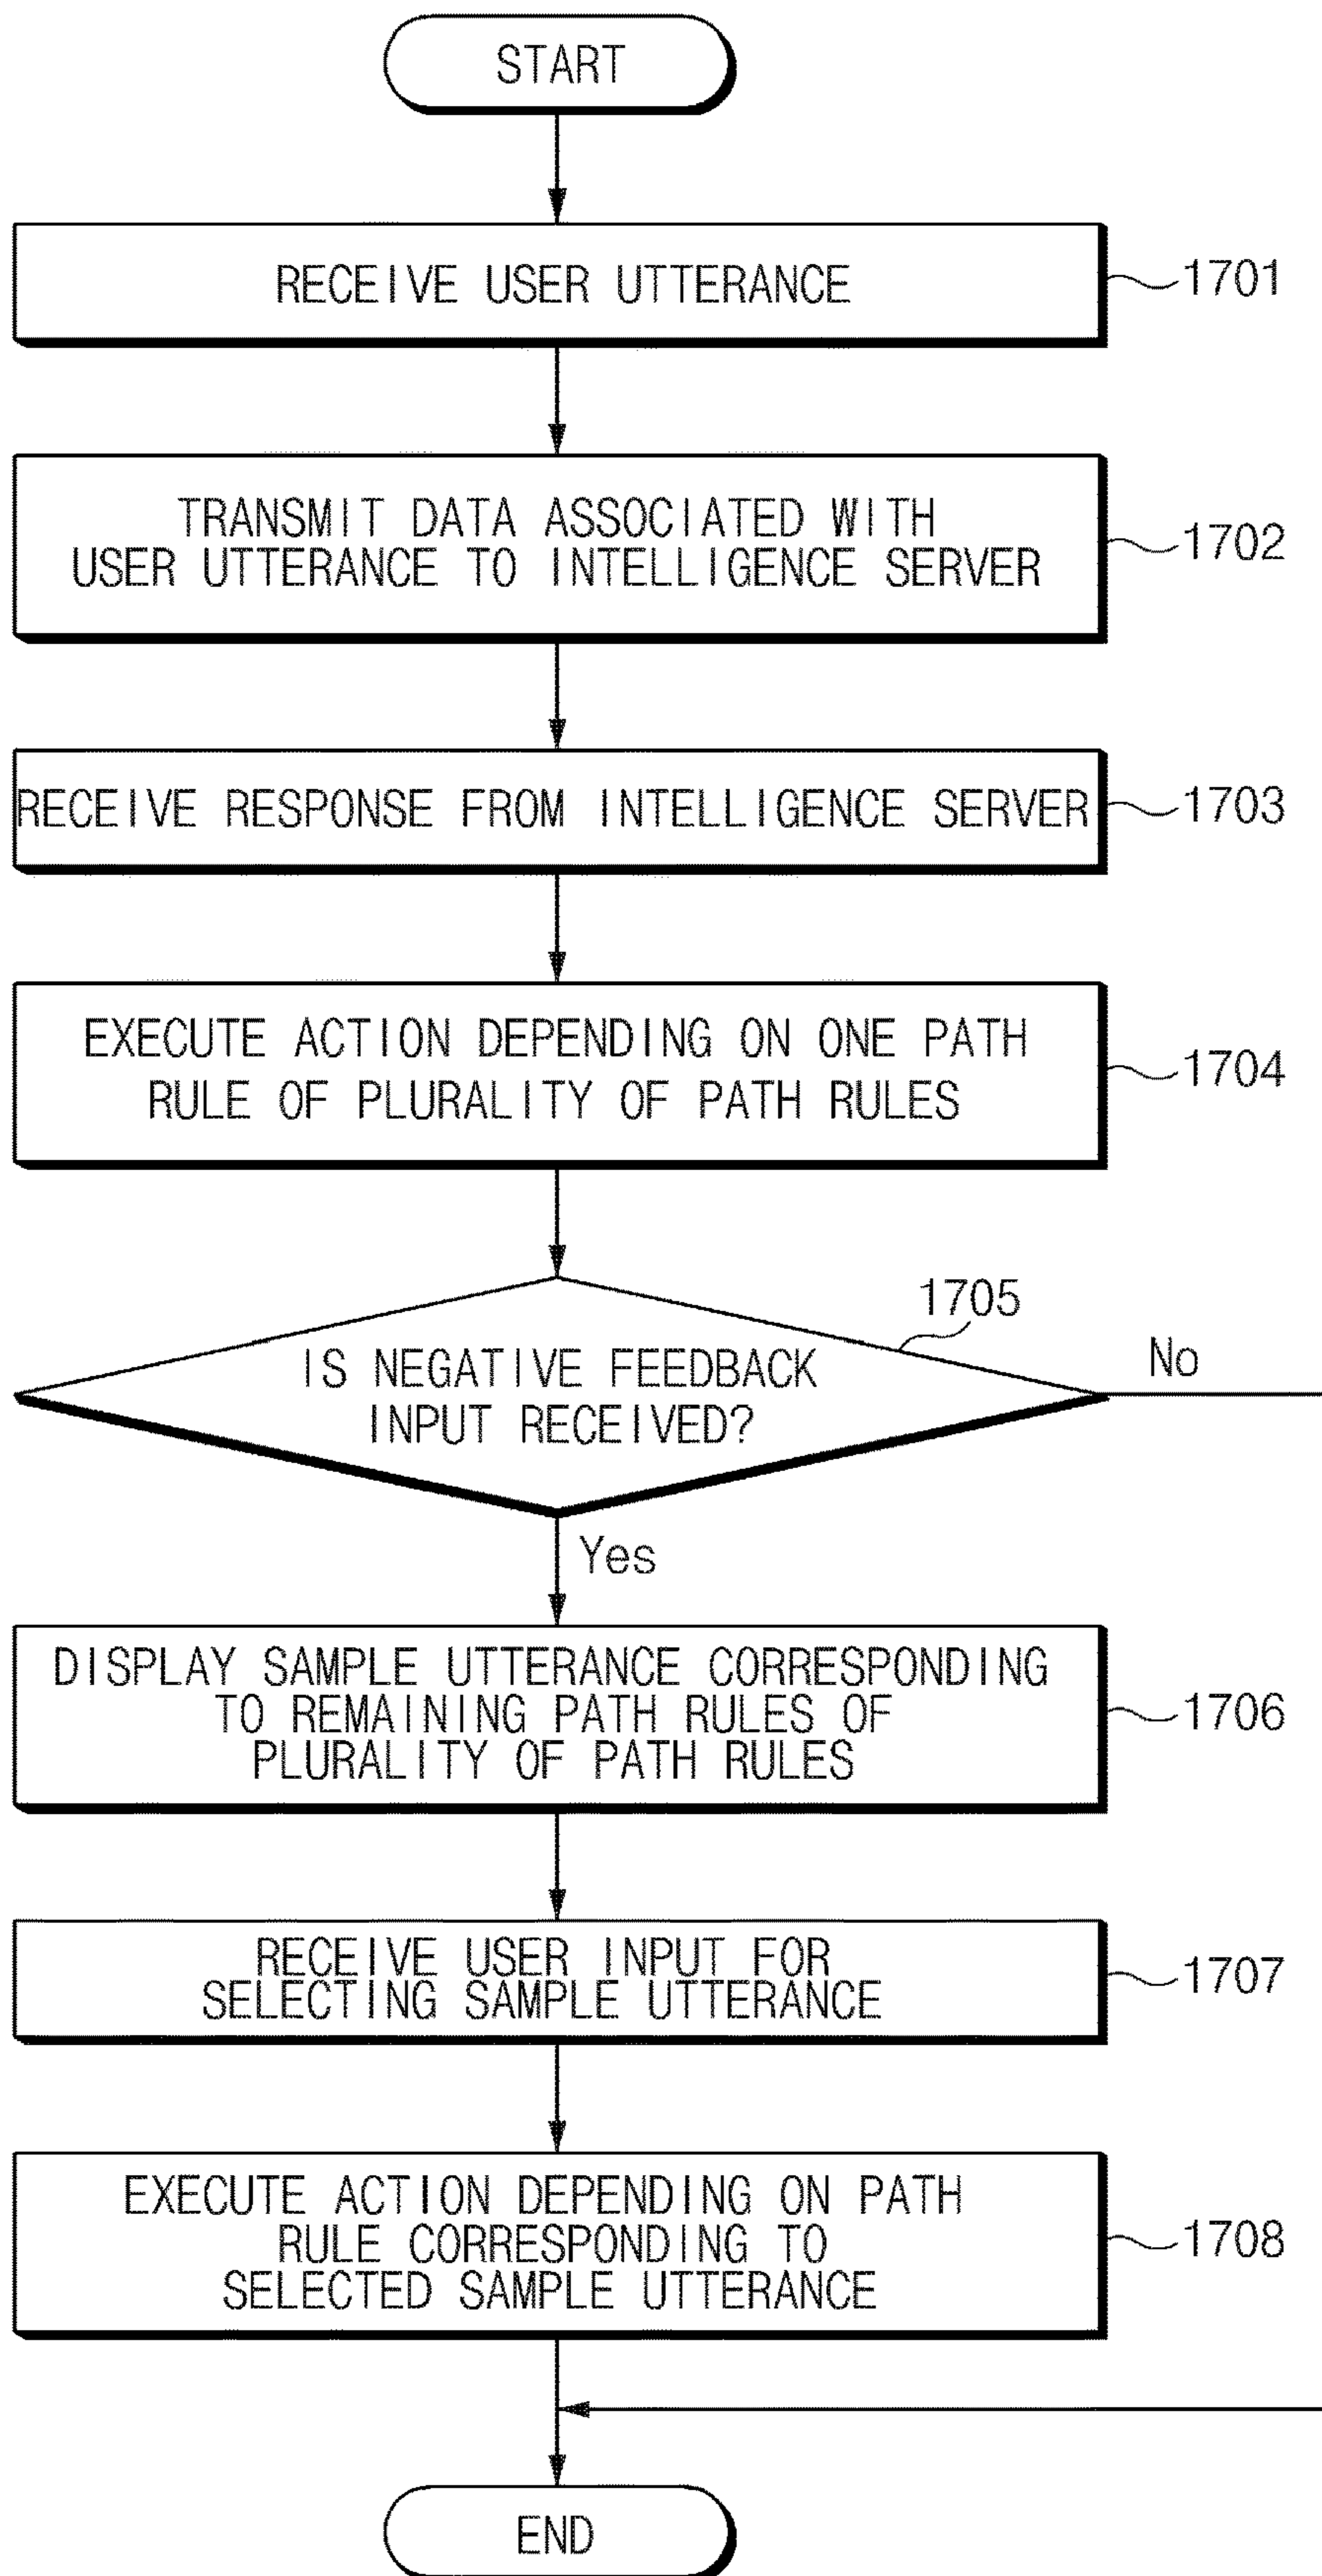 START
RECEIVE USER UTTERANCE
1701
TRANSMIT DATA ASSOCIATED WITH
USER UTTERANCE TO INTELLIGENCE SERVER
1702
RECEIVE RESPONSE FROM INTELLIGENCE SERVER
1703
EXECUTE ACTION DEPENDING ON ONE PATH
RULE OF PLURALITY OF PATH RULES
1704
1705
IS NEGATIVE FEEDBACK
INPUT RECEIVED?
No
Yes
DISPLAY SAMPLE UTTERANCE CORRESPONDING
TO REMAINING PATH RULES OF
PLURALITY OF PATH RULES
1706
RECEIVE USER INPUT FOR
SELECTING SAMPLE UTTERANCE
1707
EXECUTE ACTION DEPENDING ON PATH
RULE CORRESPONDING TO
SELECTED SAMPLE UTTERANCE
1708
END